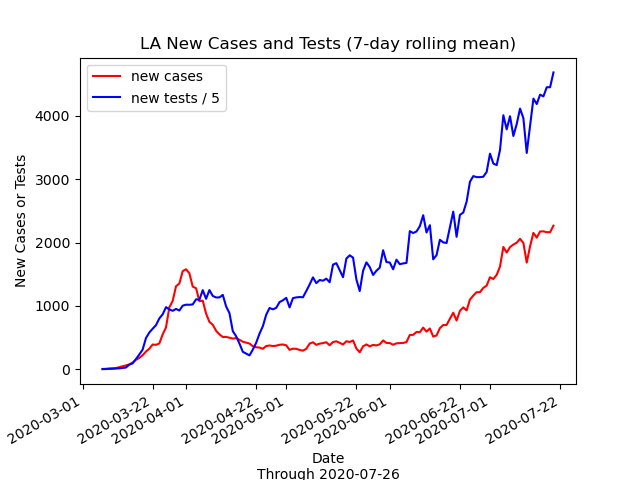 LA New Cases and Tests (7-day rolling mean)
new cases
new tests / 5
New Cases or Tests
4000
3000
2000
1000
0
2020-03-01
2020-03-22
2020-04-01
2020-04-22
2020-05-01
2020-05-22
2020-06-01
2020-06-22
2020-07-01
2020-07-22
Date
Through 2020-07-26